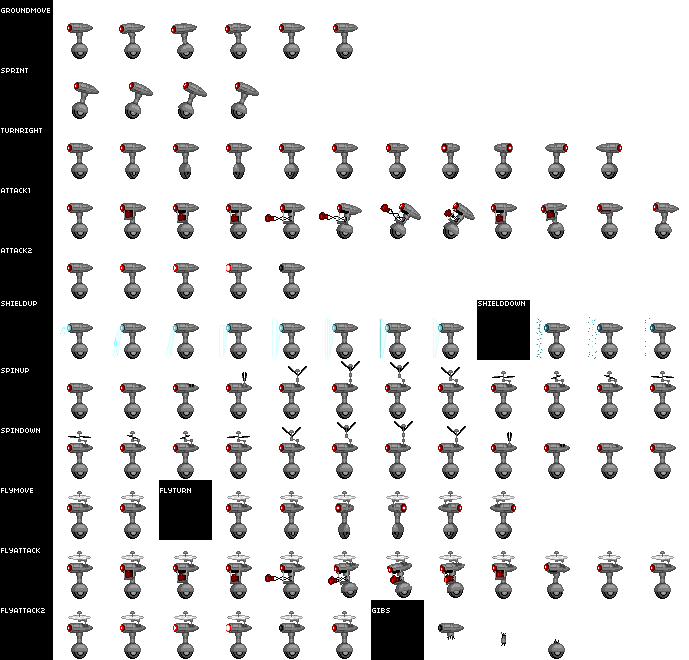 GROUNDMOVE
SPRINT
TURNRIGHT
ATTACK1
ATTACK2
SHIELDUP
SHIELDDOWN
SPINUP
SPINDOWN
FLYMOVE
FLYTURN
FLYATTACK
FLYATTACK2
GIBS